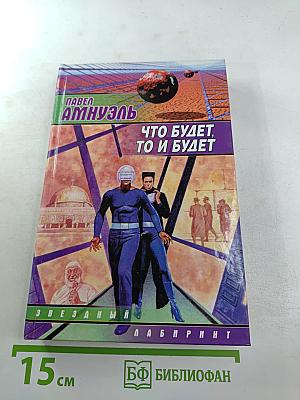 ПАВЕЛ
АМНУЭЛЬ
ЧТО БУДЕТ,
ТО И БУДЕТ
ЗВЕЗДНЫЙ
ЛАБИРИНТ
15 см
БФ БИБЛИОФАН